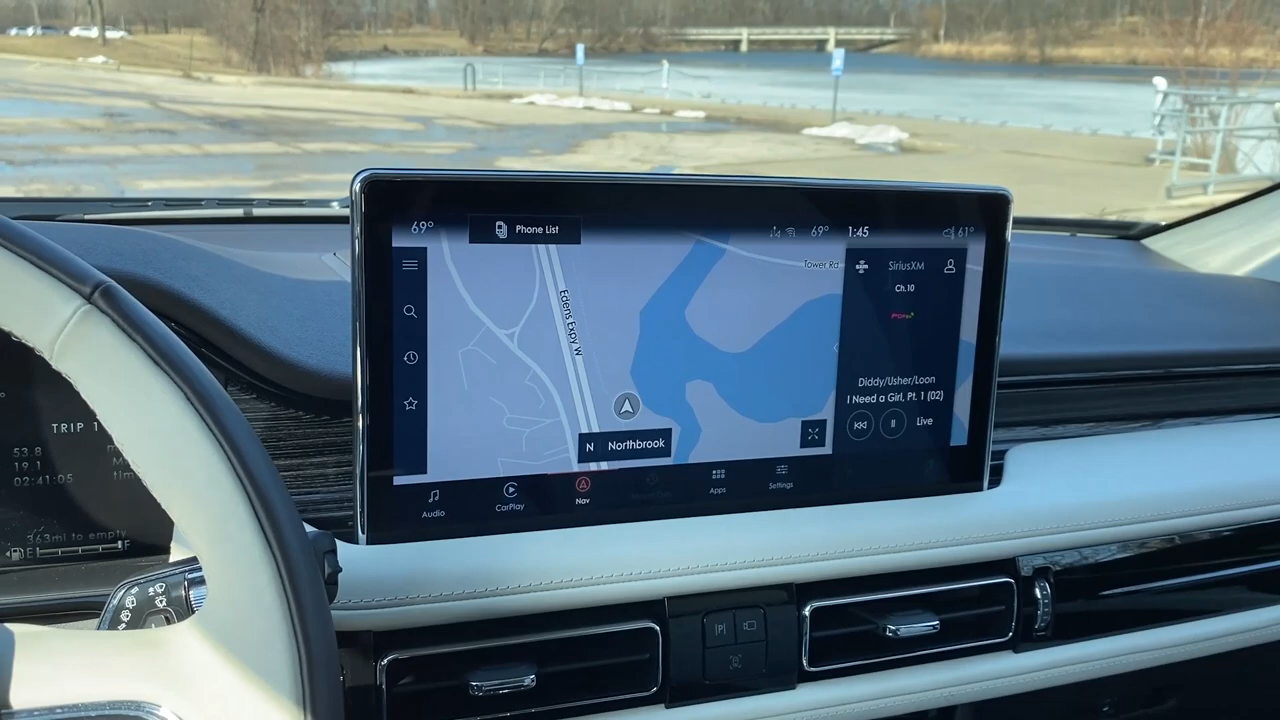 69°
Phone List
69°
1:45
61°
Tower Rd
SXM
SiriusXM
Ch.10
Edens Expy W
Diddy/Usher/Loon
I Need a Girl, Pt. 1 (02)
Live
N Northbrook
Audio
CarPlay
Nav
Apps
Settings
TRIP 1
53.8
19.1
02:41:05
363mi to empty
E
F
P